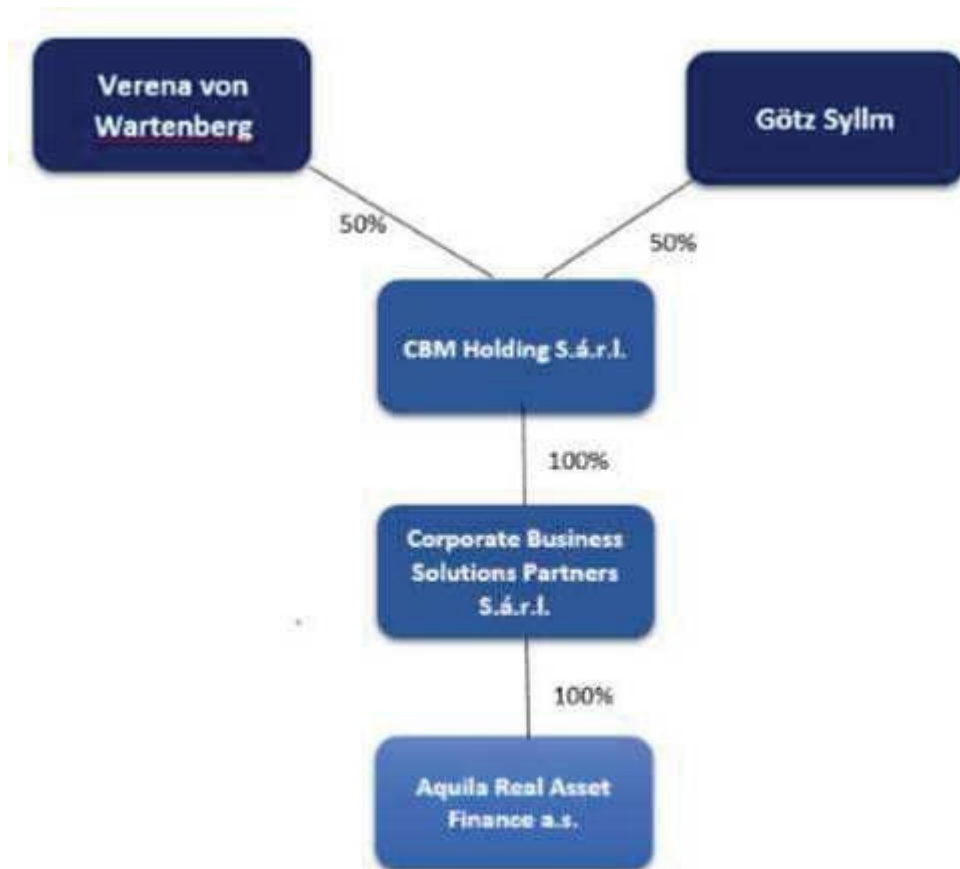 Verena von
Wartenberg
Götz Syllm
50%
50%
CBM Holding S.á.r.l.
100%
Corporate Business
Solutions Partners
S.á.r.l.
100%
Aquila Real Asset
Finance a.s.